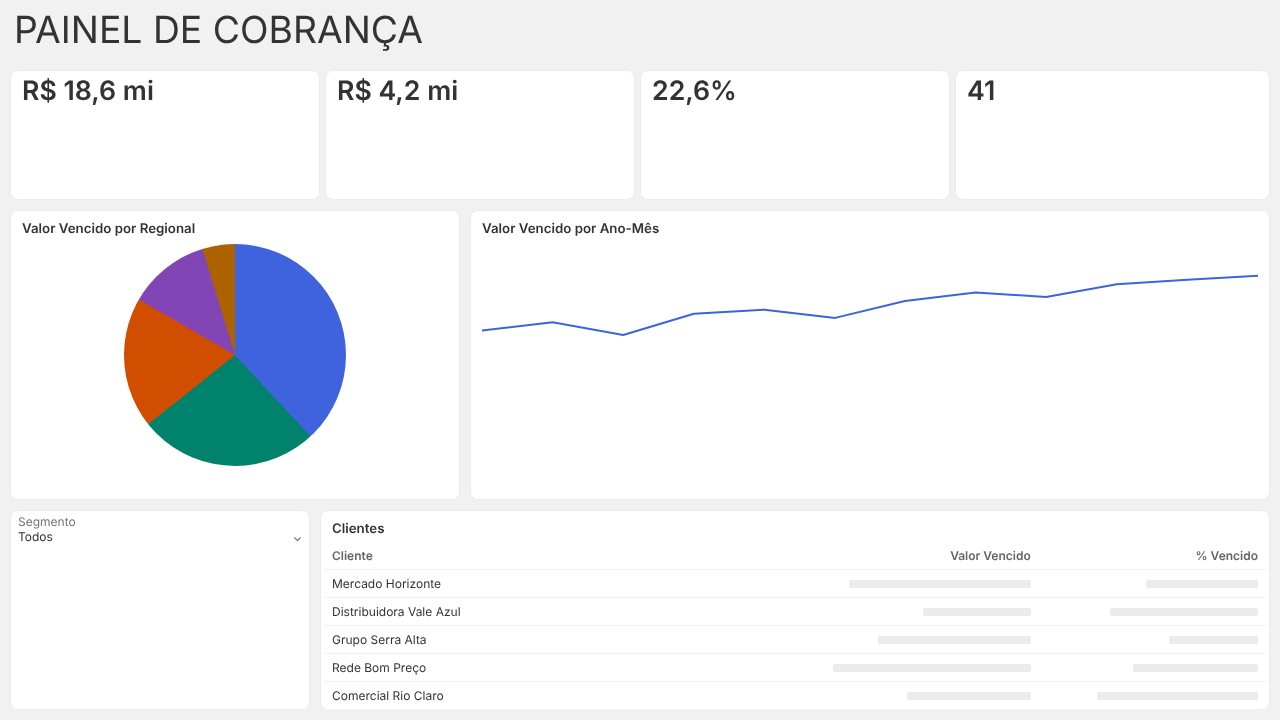 PAINEL DE COBRANÇA
R$ 18,6 mi
R$ 4,2 mi
22,6%
41
Valor Vencido por Regional
Valor Vencido por Ano-Mês
Segmento
Todos
Clientes
Cliente Valor Vencido % Vencido
Mercado Horizonte
Distribuidora Vale Azul
Grupo Serra Alta
Rede Bom Preço
Comercial Rio Claro